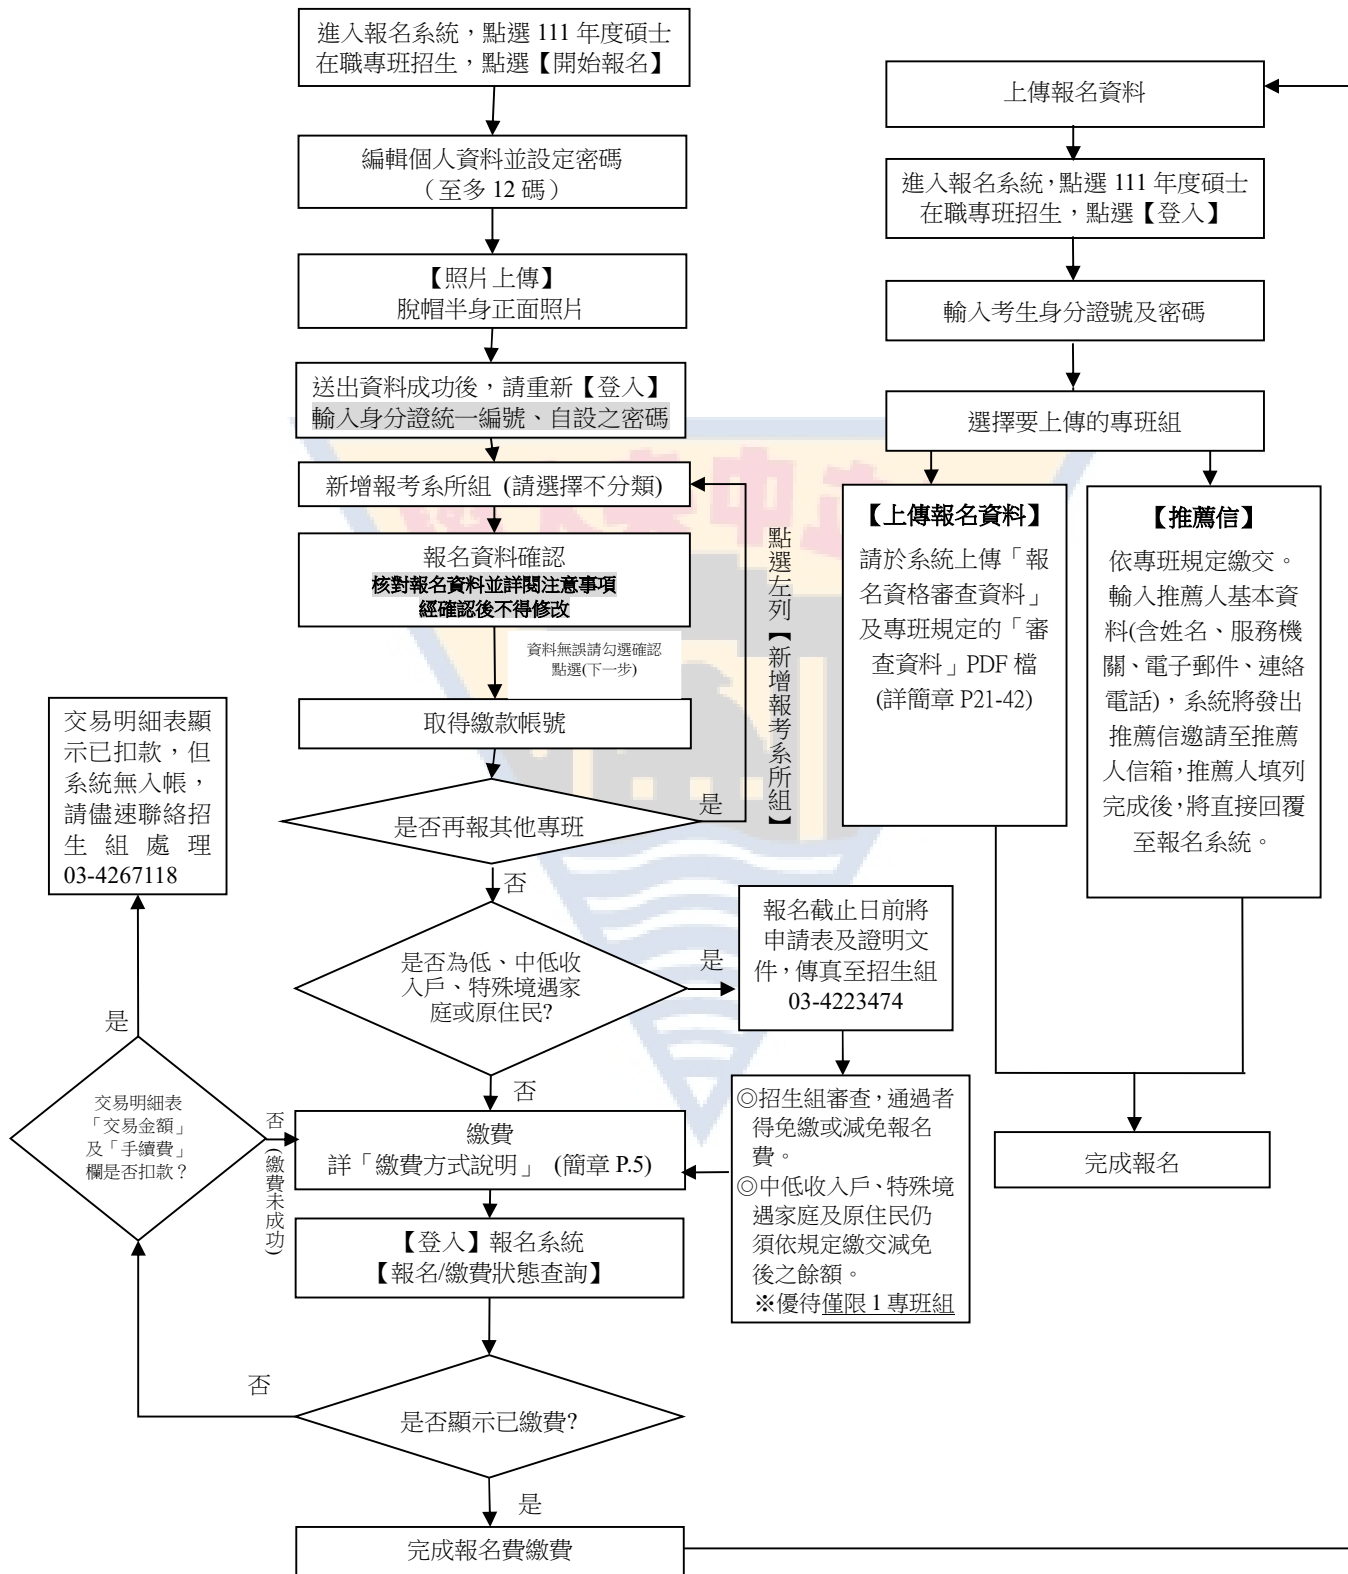 進入報名系統，點選 111 年度碩士
在職專班招生，點選【開始報名】
編輯個人資料並設定密碼
（至多 12 碼）
【照片上傳】
脫帽半身正面照片
送出資料成功後，請重新【登入】
輸入身分證統一編號、自設之密碼
新增報考系所組 (請選擇不分類)
報名資料確認
核對報名資料並詳閱注意事項
經確認後不得修改
資料無誤請勾選確認
點選(下一步)
取得繳款帳號
是否再報其他專班
是
點選左列【新增報考系所組】
否
是否為低、中低收
入戶、特殊境遇家
庭或原住民?
是
報名截止日前將
申請表及證明文
件，傳真至招生組
03-4223474
◎招生組審查，通過者
得免繳或減免報名
費。
◎中低收入戶、特殊境
遇家庭及原住民仍
須依規定繳交減免
後之餘額。
※優待僅限 1 專班組
否
繳費
詳「繳費方式說明」 (簡章 P.5)
【登入】報名系統
【報名/繳費狀態查詢】
是否顯示已繳費?
否
交易明細表
「交易金額」
及「手續費」
欄是否扣款？
否(繳費未成功)
是
交易明細表顯
示已扣款，但
系統無入帳，
請儘速聯絡招
生組處理
03-4267118
是
完成報名費繳費
上傳報名資料
進入報名系統，點選 111 年度碩士
在職專班招生，點選【登入】
輸入考生身分證號及密碼
選擇要上傳的專班組
【上傳報名資料】
請於系統上傳「報
名資格審查資料」
及專班規定的「審
查資料」PDF 檔
(詳簡章 P21-42)
【推薦信】
依專班規定繳交。
輸入推薦人基本資
料(含姓名、服務機
關、電子郵件、連絡
電話)，系統將發出
推薦信邀請至推薦
人信箱，推薦人填列
完成後，將直接回覆
至報名系統。
完成報名